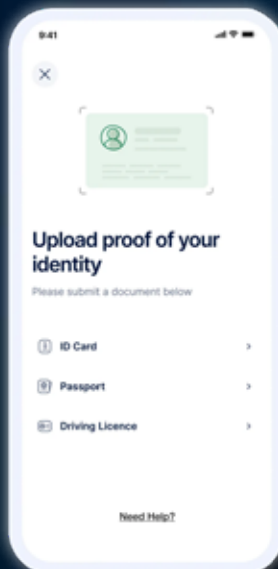 9:41
Upload proof of your
identity
Please submit a document below
ID Card
Passport
Driving Licence
Need Help?